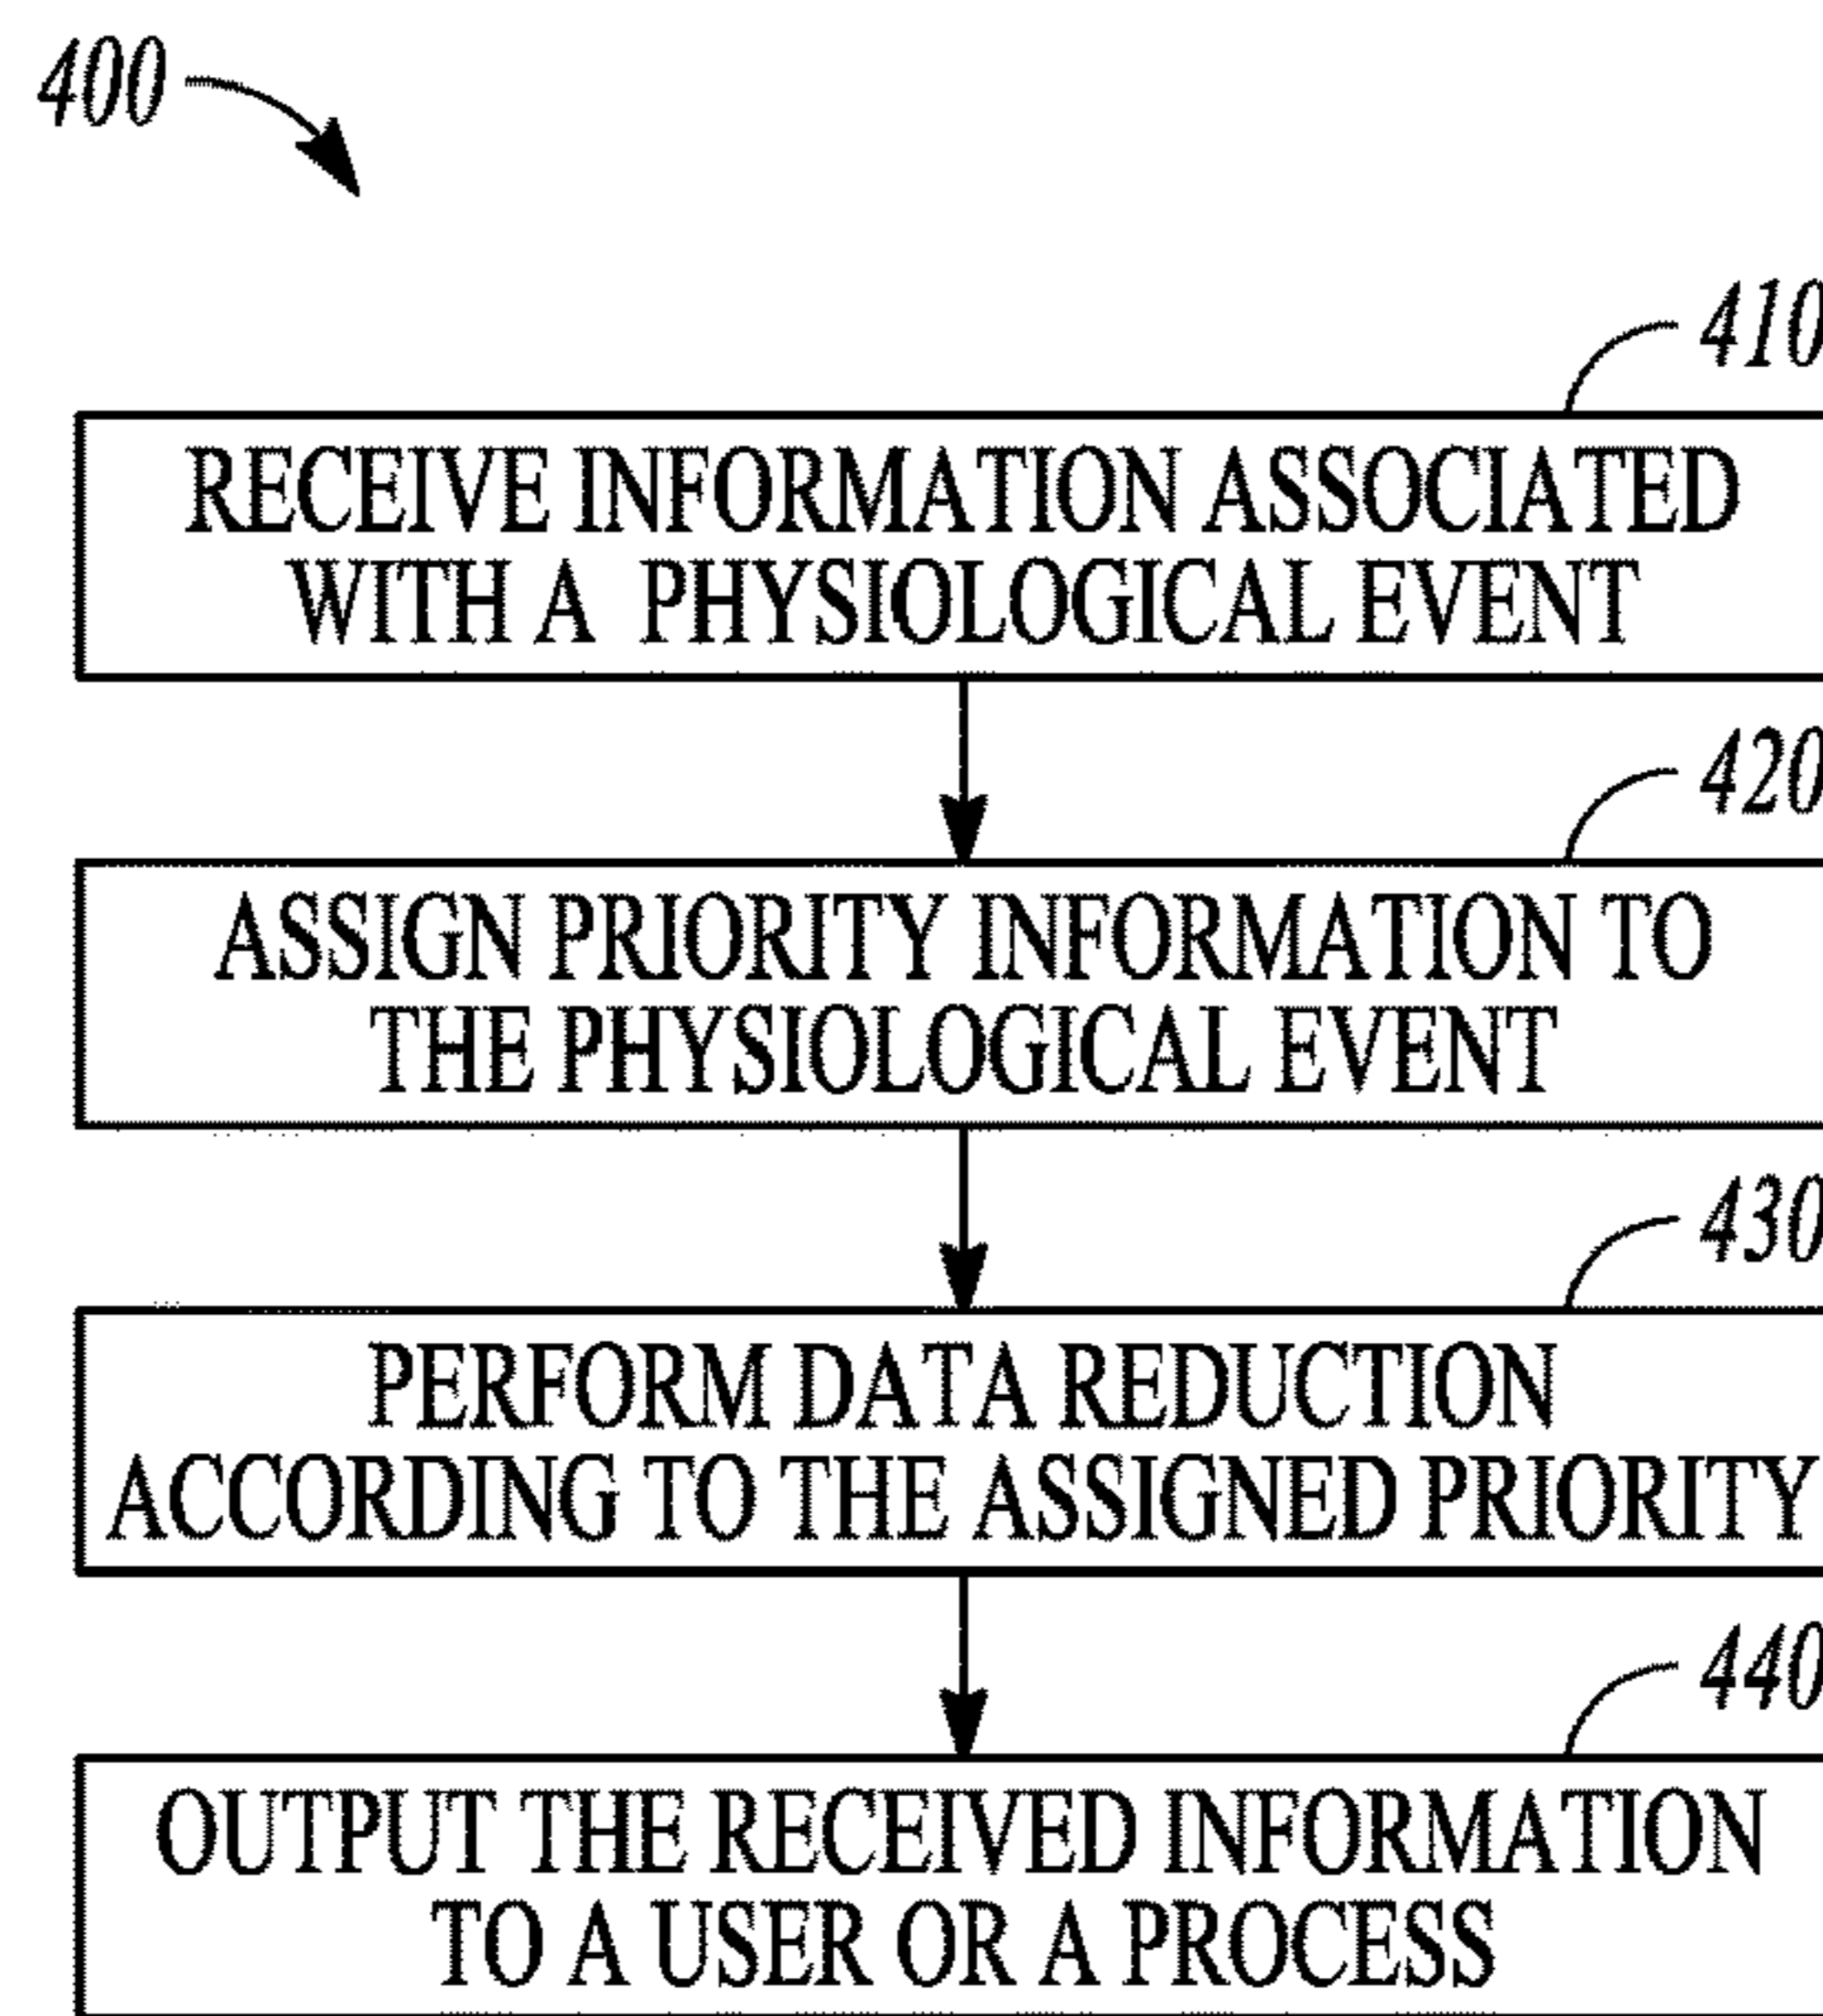 400
410
RECEIVE INFORMATION ASSOCIATED
WITH A PHYSIOLOGICAL EVENT
420
ASSIGN PRIORITY INFORMATION TO
THE PHYSIOLOGICAL EVENT
430
PERFORM DATA REDUCTION
ACCORDING TO THE ASSIGNED PRIORITY
440
OUTPUT THE RECEIVED INFORMATION
TO A USER OR A PROCESS